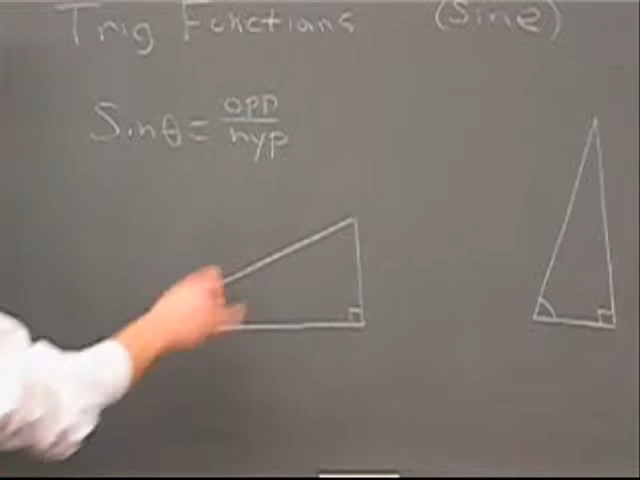 Trig Functions (Sine)
Sinθ = opp/hyp